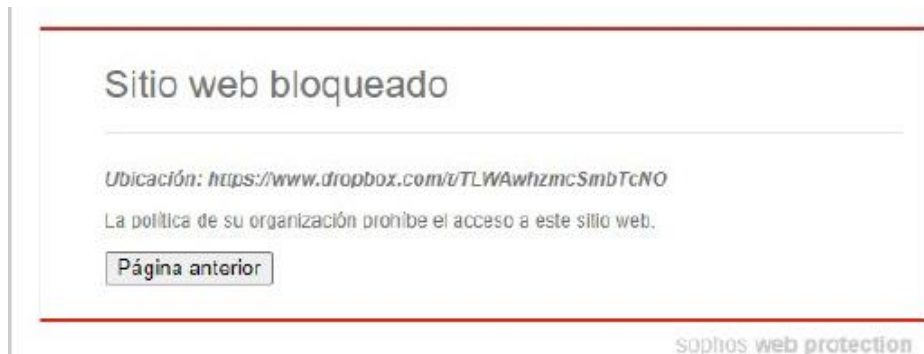 Sitio web bloqueado
Ubicación: https://www.dropbox.com/t/TLWAwhzmcSmbTcNO
La política de su organización prohíbe el acceso a este sitio web.
Página anterior
sophos web protection